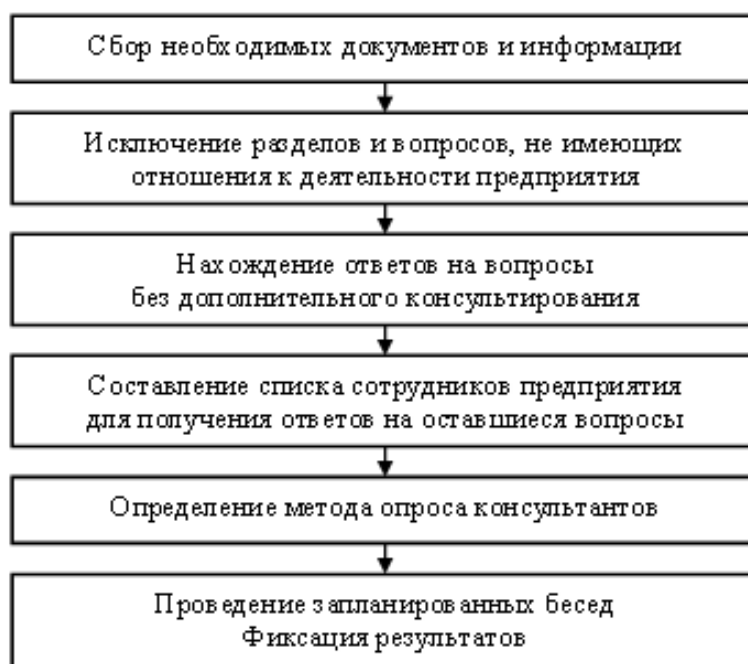 Сбор необходимых документов и информации
Исключение разделов и вопросов, не имеющих
отношения к деятельности предприятия
Нахождение ответов на вопросы
без дополнительного консультирования
Составление списка сотрудников предприятия
для получения ответов на оставшиеся вопросы
Определение метода опроса консультантов
Проведение запланированных бесед
Фиксация результатов